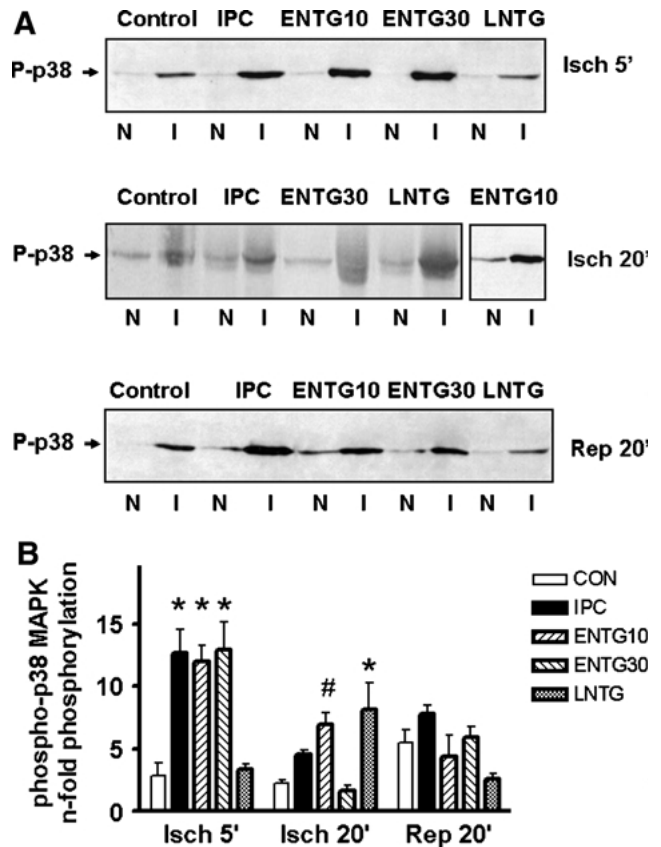 A
Control IPC ENTG10 ENTG30 LNTG
P-p38
Isch 5'
N I N I N I N I N I
Control IPC ENTG30 LNTG ENTG10
P-p38
Isch 20'
N I N I N I N I N I
Control IPC ENTG10 ENTG30 LNTG
P-p38
Rep 20'
N I N I N I N I N I
B
phospho-p38 MAPK
n-fold phosphorylation
15
10
5
0
* * *
#
*
Isch 5' Isch 20' Rep 20'
CON
IPC
ENTG10
ENTG30
LNTG